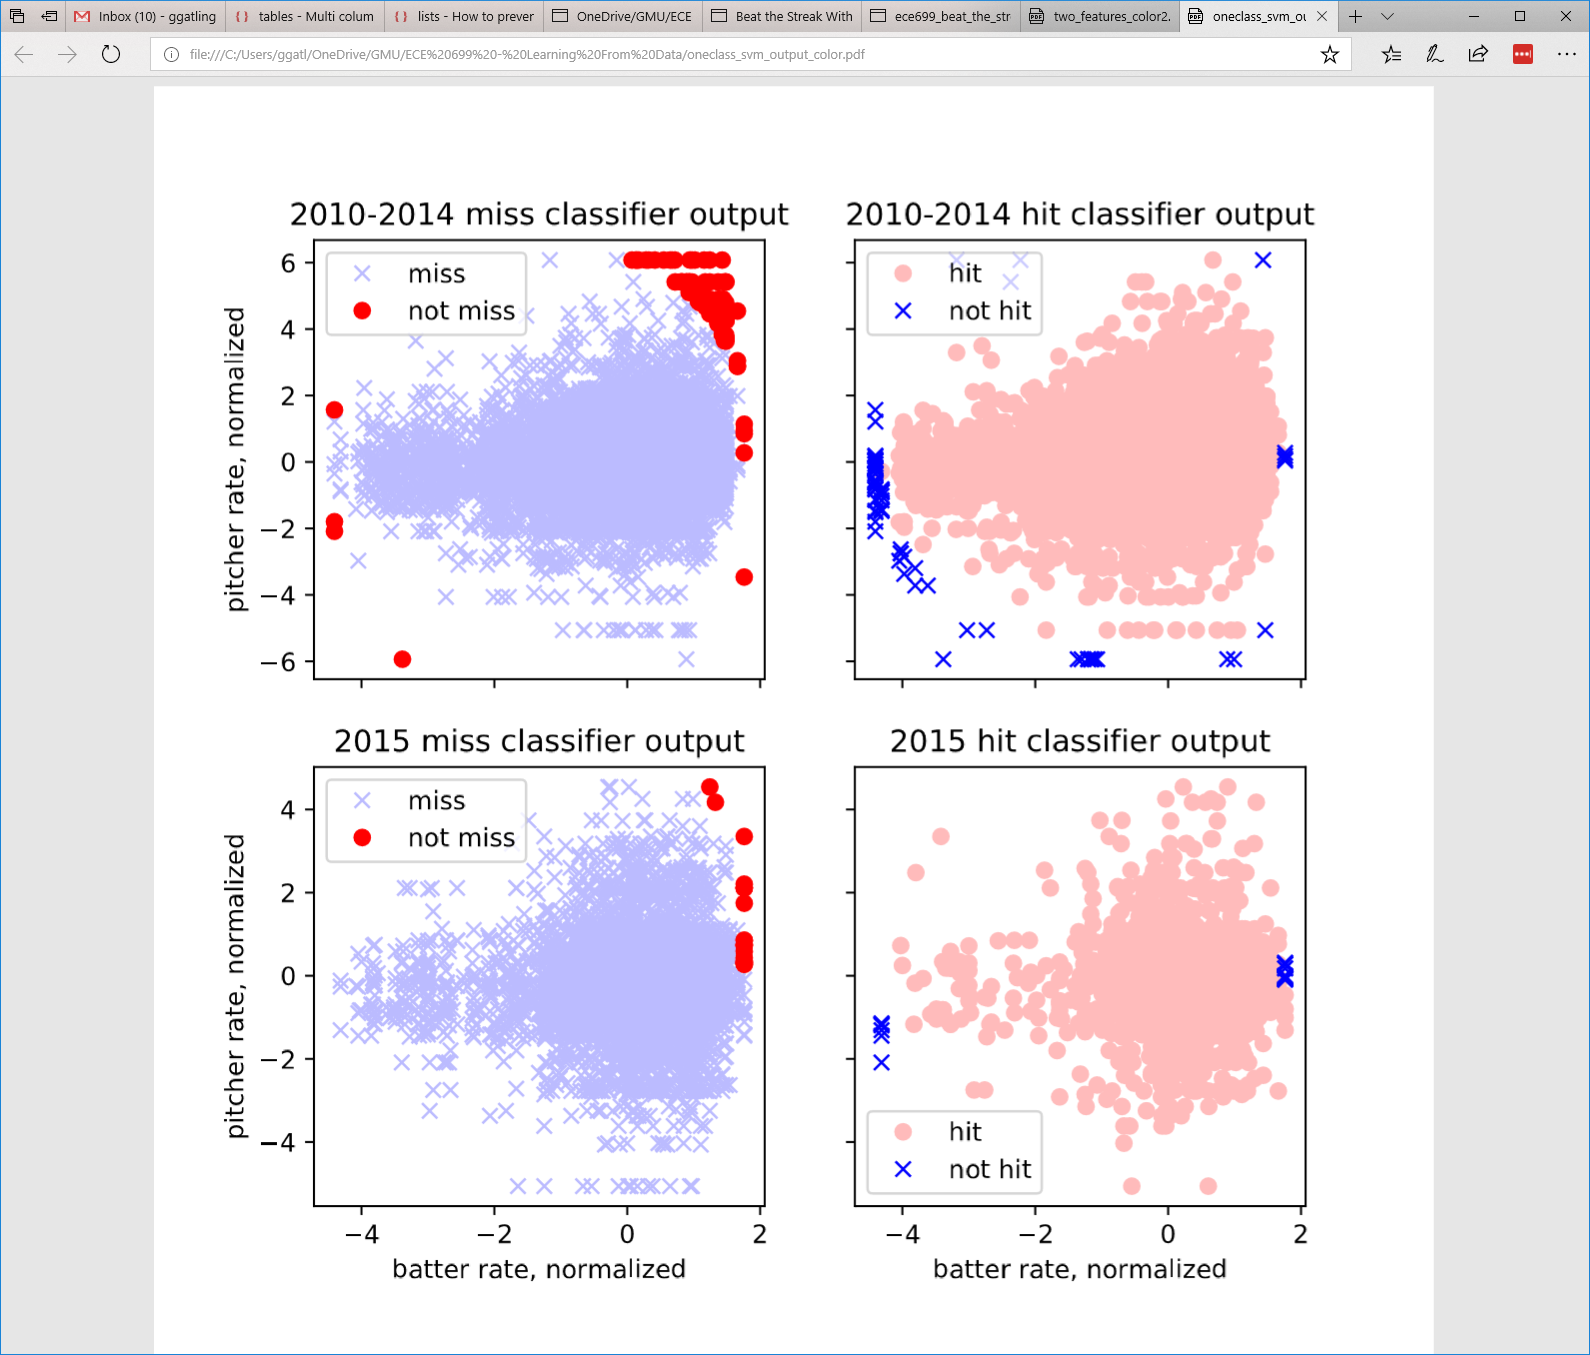 Inbox (10) - ggatling
tables - Multi colum
lists - How to prever
OneDrive/GMU/ECE
Beat the Streak With
ece699_beat_the_str
two_features_color2.
oneclass_svm_ou
file:///C:/Users/ggatl/OneDrive/GMU/ECE%20699%20-%20Learning%20From%20Data/oneclass_svm_output_color.pdf
2010-2014 miss classifier output
miss
not miss
6
4
2
0
−2
−4
−6
pitcher rate, normalized
2010-2014 hit classifier output
hit
not hit
2015 miss classifier output
miss
not miss
4
2
0
−2
−4
pitcher rate, normalized
−4 −2 0 2
batter rate, normalized
2015 hit classifier output
hit
not hit
−4 −2 0 2
batter rate, normalized